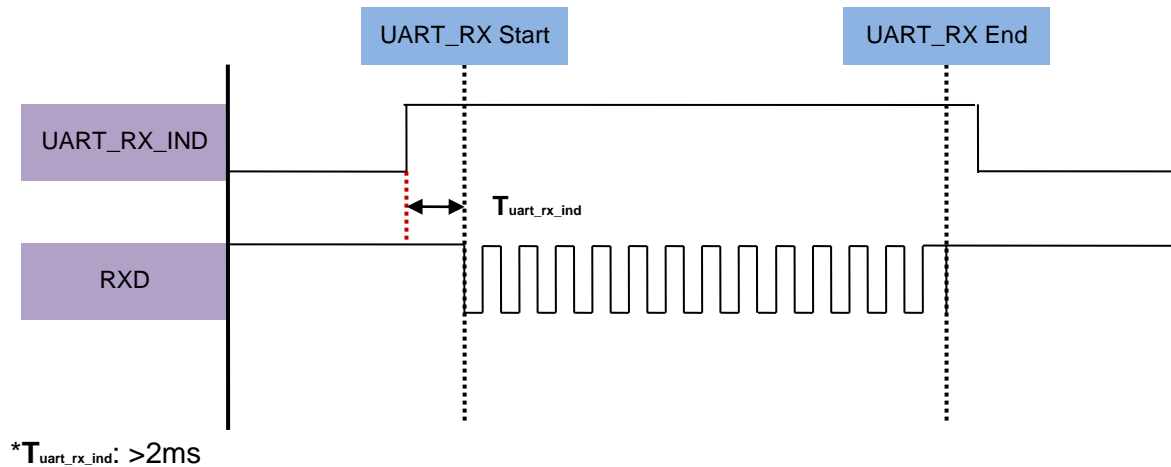 UART_RX Start
UART_RX End
UART_RX_IND
Tuart_rx_ind
RXD
*Tuart_rx_ind: >2ms